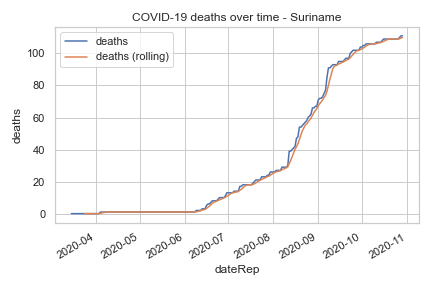 COVID-19 deaths over time - Suriname
deaths
deaths (rolling)
100
80
60
40
20
0
deaths
2020-04
2020-05
2020-06
2020-07
2020-08
2020-09
2020-10
2020-11
dateRep